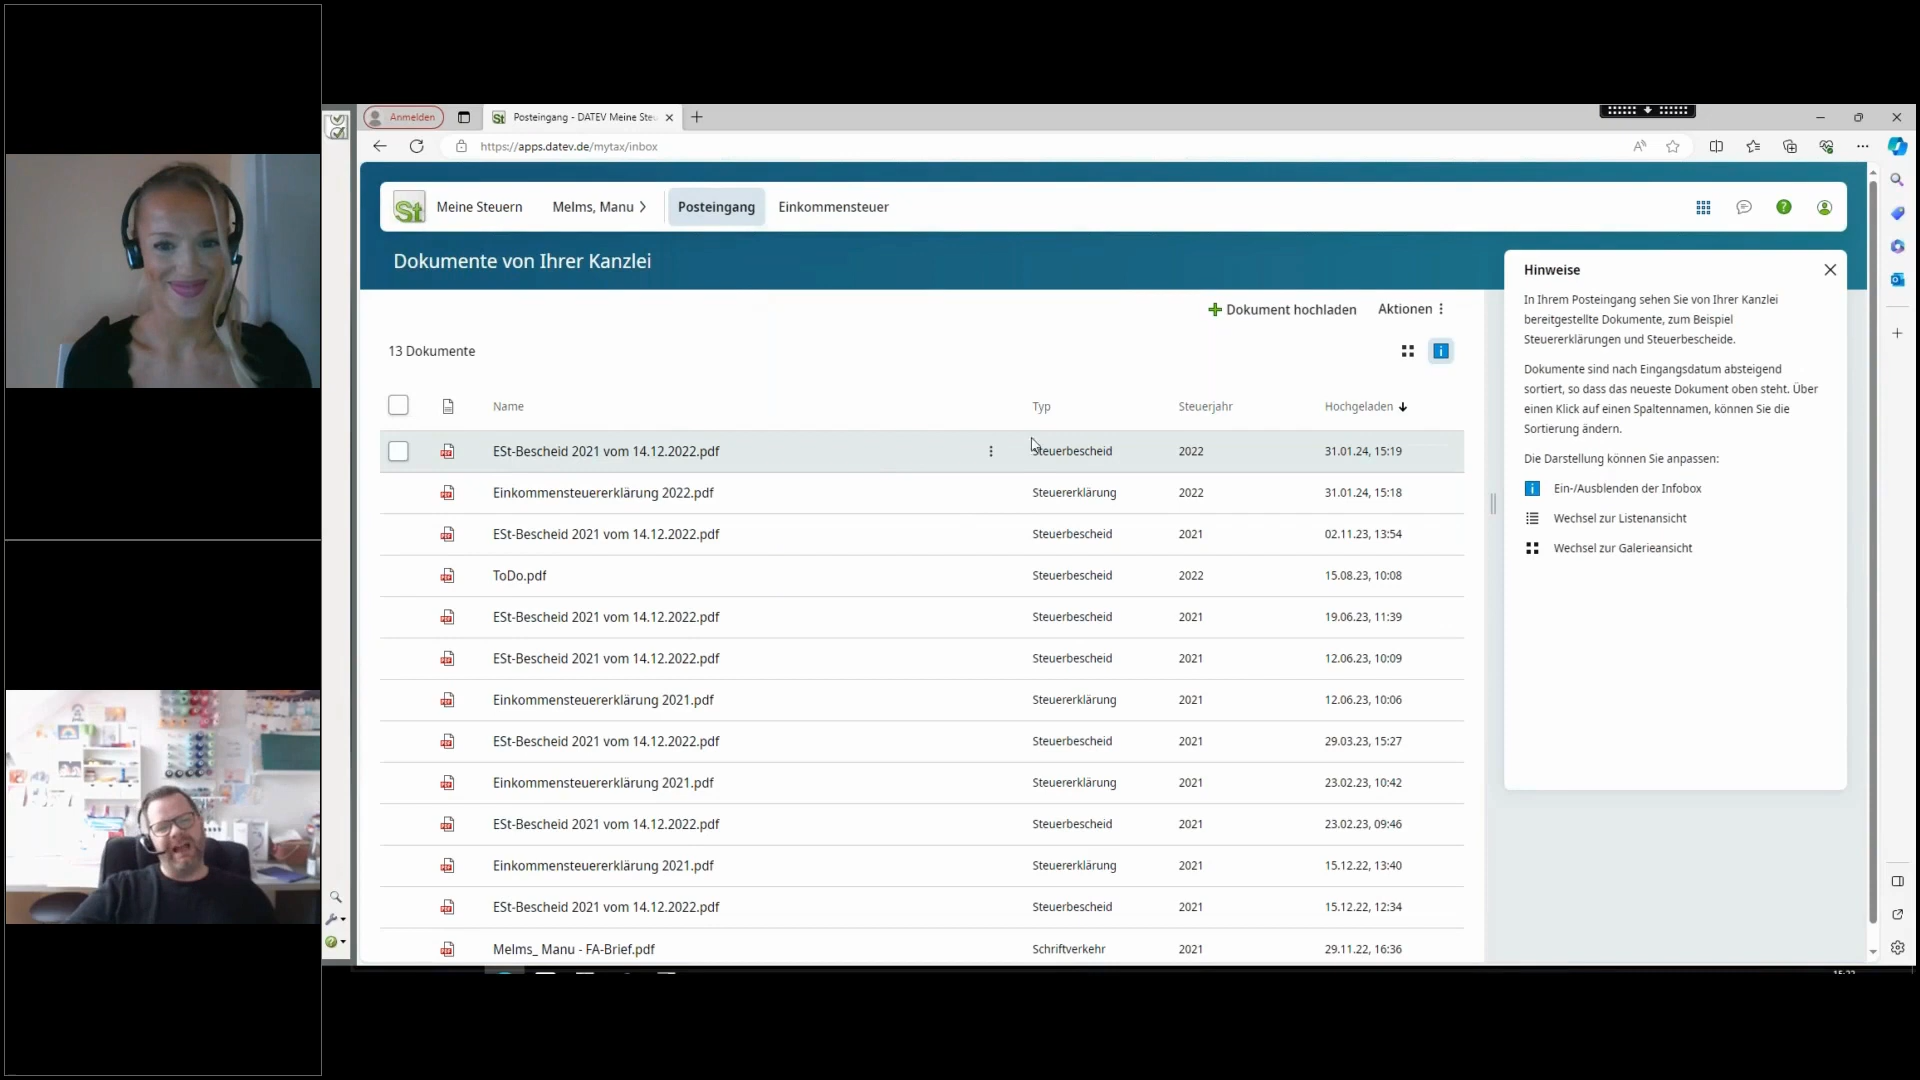 Anmelden
Posteingang - DATEV Meine Steu
https://apps.datev.de/mytax/inbox
St Meine Steuern
Melms, Manu
Posteingang
Einkommensteuer
Dokumente von Ihrer Kanzlei
Dokument hochladen
Aktionen
13 Dokumente
Name Typ Steuerjahr Hochgeladen
ESt-Bescheid 2021 vom 14.12.2022.pdf Steuerbescheid 2022 31.01.24, 15:19
Einkommensteuererklärung 2022.pdf Steuererklärung 2022 31.01.24, 15:18
ESt-Bescheid 2021 vom 14.12.2022.pdf Steuerbescheid 2021 02.11.23, 13:54
ToDo.pdf Steuerbescheid 2022 15.08.23, 10:08
ESt-Bescheid 2021 vom 14.12.2022.pdf Steuerbescheid 2021 19.06.23, 11:39
ESt-Bescheid 2021 vom 14.12.2022.pdf Steuerbescheid 2021 12.06.23, 10:09
Einkommensteuererklärung 2021.pdf Steuererklärung 2021 12.06.23, 10:06
ESt-Bescheid 2021 vom 14.12.2022.pdf Steuerbescheid 2021 29.03.23, 15:27
Einkommensteuererklärung 2021.pdf Steuererklärung 2021 23.02.23, 10:42
ESt-Bescheid 2021 vom 14.12.2022.pdf Steuerbescheid 2021 23.02.23, 09:46
Einkommensteuererklärung 2021.pdf Steuererklärung 2021 15.12.22, 13:40
ESt-Bescheid 2021 vom 14.12.2022.pdf Steuerbescheid 2021 15.12.22, 12:34
Melms_ Manu - FA-Brief.pdf Schriftverkehr 2021 29.11.22, 16:36
Hinweise
In Ihrem Posteingang sehen Sie von Ihrer Kanzlei
bereitgestellte Dokumente, zum Beispiel
Steuererklärungen und Steuerbescheide.
Dokumente sind nach Eingangsdatum absteigend
sortiert, so dass das neueste Dokument oben steht. Über
einen Klick auf einen Spaltennamen, können Sie die
Sortierung ändern.
Die Darstellung können Sie anpassen:
Ein-/Ausblenden der Infobox
Wechsel zur Listenansicht
Wechsel zur Galerieansicht